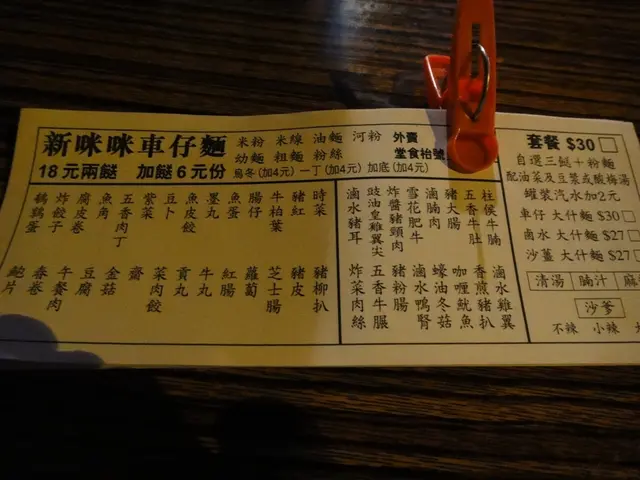 新咪咪車仔麵
18元兩餸 加餸6元份
米粉 米線 油麵 河粉
幼麵 粗麵 粉絲
烏冬(加4元) 一丁(加4元) 加底(加4元)
外賣
堂食枱號
時菜
豬紅
牛柏葉
腸仔
魚蛋
墨丸
魚皮餃
豆卜
紫菜
五香肉丁
魚角
腐皮卷
炸餃子
鵪鶉蛋
豬柳扒
豬皮
芝士腸
蘿蔔
紅腸
牛丸
貢丸
菜肉餃
齋
金菇
豆腐
午餐肉
春卷
鮑片
柱侯牛腩
五香牛肚
豬大腸
滷腩肉
雪花肥牛
炸醬豬頸肉
豉油皇雞翼尖
滷水豬耳
滷水雞翼
香煎豬扒
咖喱魷魚
蠔油冬菇
滷水鴨腎
豬粉腸
五香牛脹
炸菜肉絲
套餐 $30
自選三餸＋粉麵
配油菜及豆漿或酸梅湯
罐裝汽水加2元
車仔 大什麵 $30
滷水 大什麵 $27
沙薑 大什麵 $27
清湯 腩汁 麻
沙爹
不辣 小辣